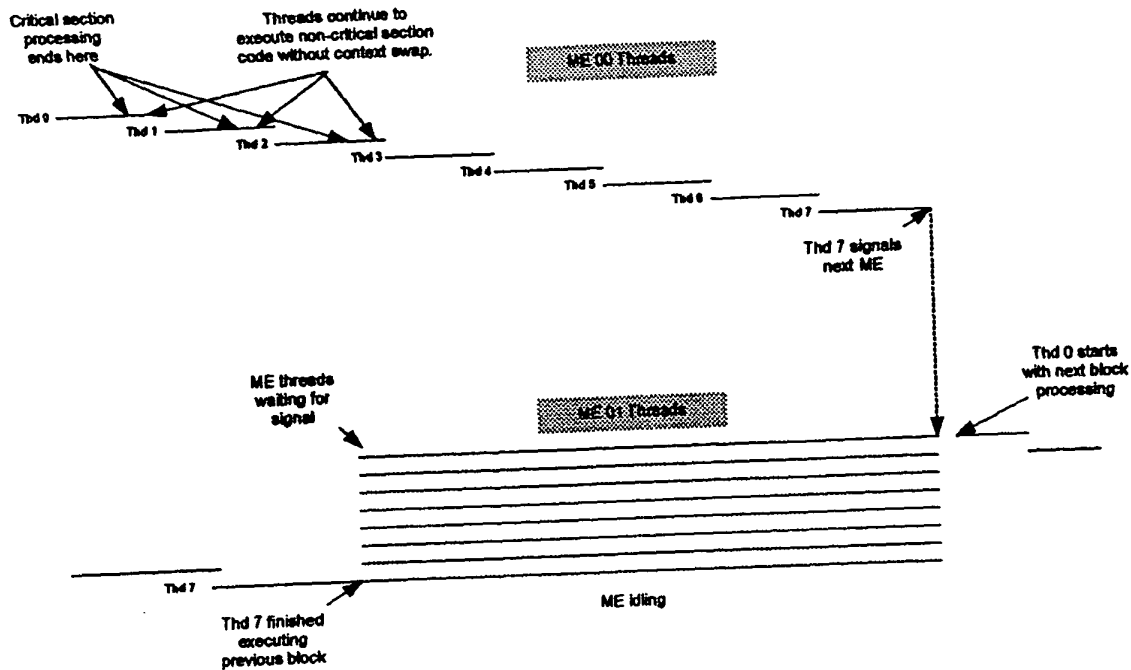 Critical section
processing
ends here
Threads continue to
execute non-critical section
code without context swap.
ME 00 Threads
Thd 0
Thd 1
Thd 2
Thd 3
Thd 4
Thd 5
Thd 6
Thd 7
Thd 7 signals
next ME
Thd 0 starts
with next block
processing
ME threads
waiting for
signal
ME 01 Threads
Thd 7
ME idling
Thd 7 finished
executing
previous block